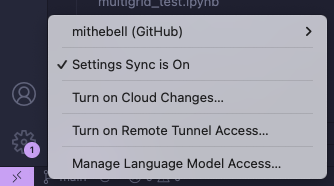 multigrid_test.ipynb
mithebell (GitHub)
Settings Sync is On
Turn on Cloud Changes...
Turn on Remote Tunnel Access...
Manage Language Model Access...
1
main